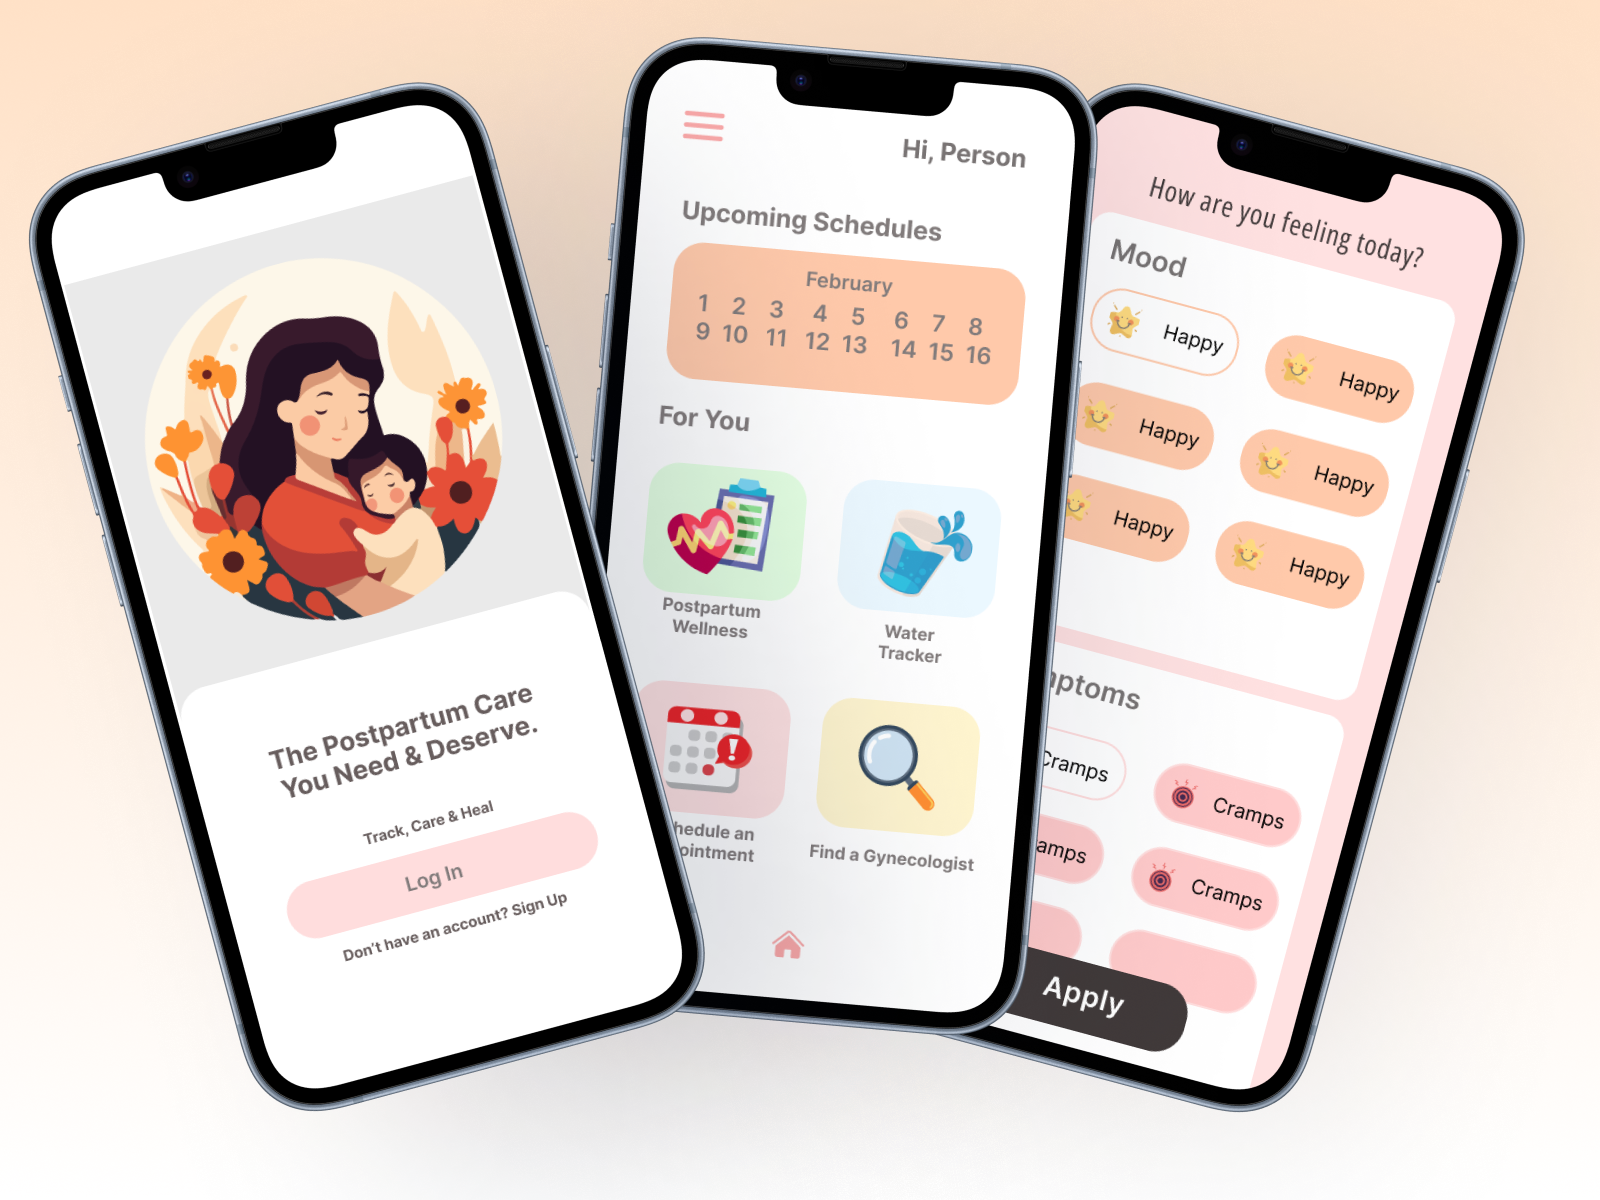 The Postpartum Care
You Need & Deserve.
Track, Care & Heal
Log In
Don't have an account? Sign Up
Hi, Person
Upcoming Schedules
February
1 2 3 4 5 6 7 8
9 10 11 12 13 14 15 16
For You
Postpartum
Wellness
Water
Tracker
hedule an
ointment
Find a Gynecologist
How are you feeling today?
Mood
Happy
Happy
Happy
Happy
Happy
Happy
ptoms
Cramps
Cramps
amps
Cramps
Apply